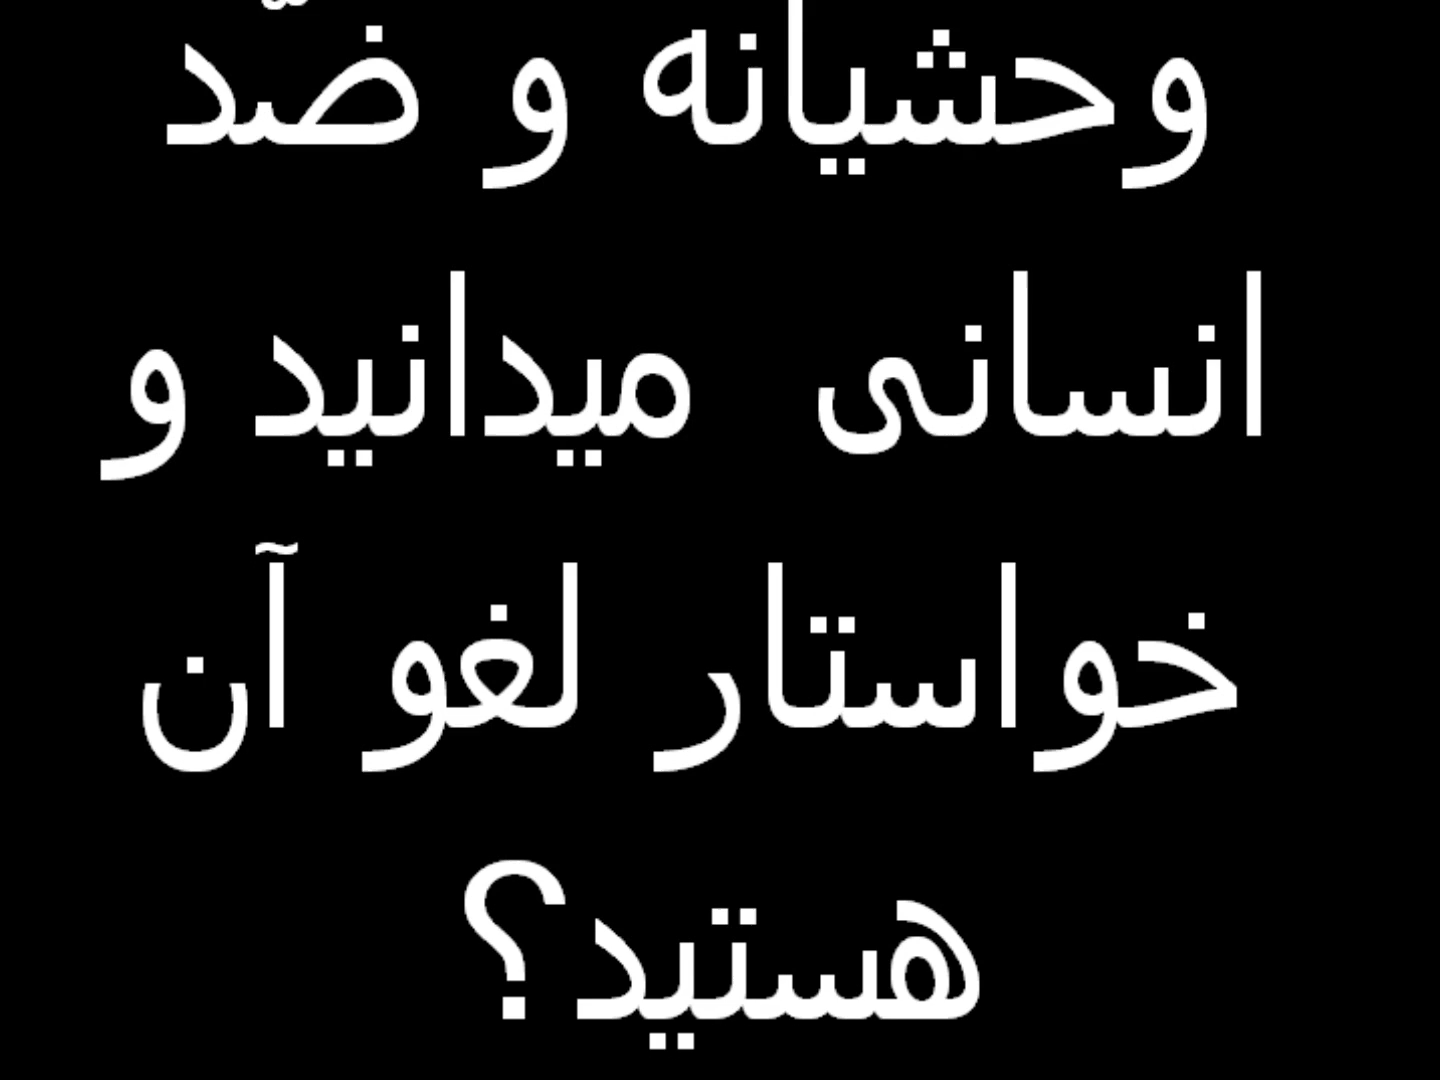 وحشیانه و ضّد
انسانی میدانید و
خواستار لغو آن
هستید؟